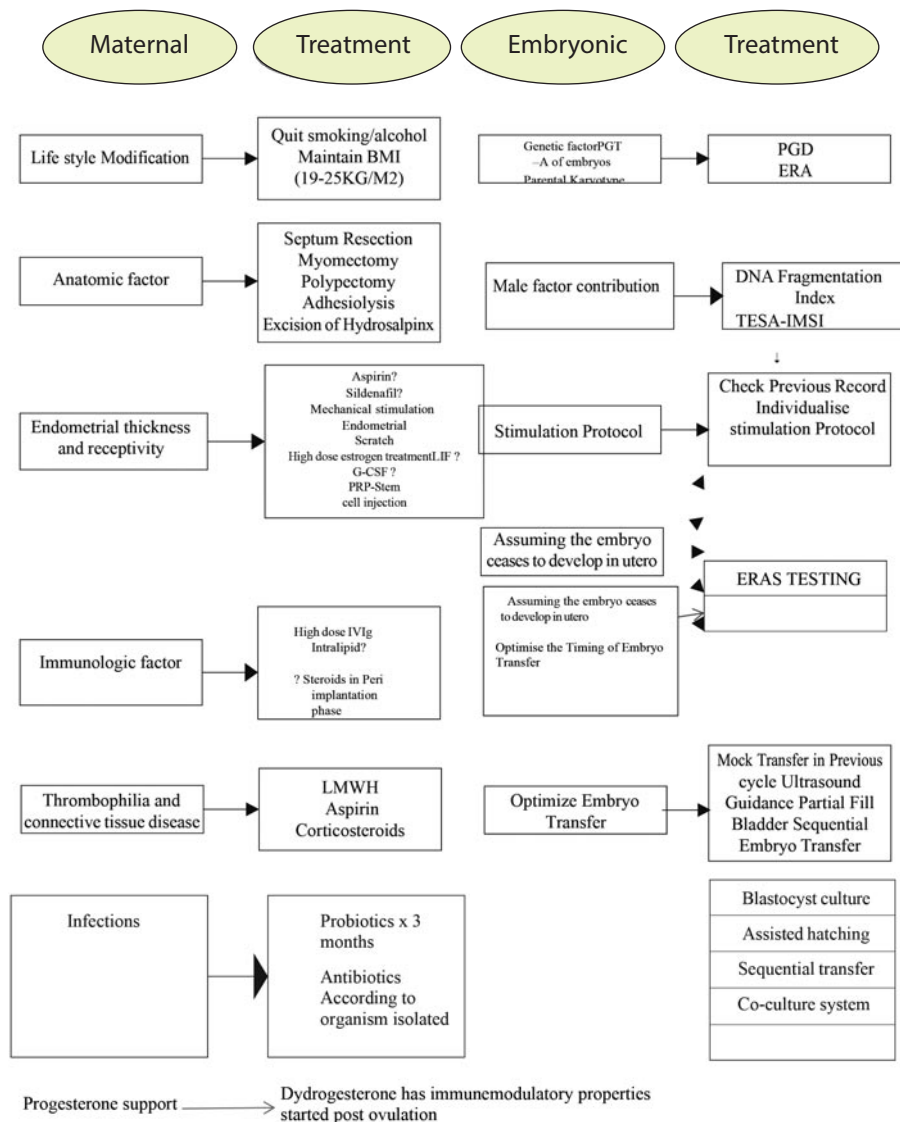 Maternal
Treatment
Embryonic
Treatment
Life style Modification
Quit smoking/alcohol
Maintain BMI
(19-25KG/M2)
Genetic factorPGT
–A of embryos
Parental Karyotype
PGD
ERA
Anatomic factor
Septum Resection
Myomectomy
Polypectomy
Adhesiolysis
Excision of Hydrosalpinx
Male factor contribution
DNA Fragmentation
Index
TESA-IMSI
Endometrial thickness
and receptivity
Aspirin?
Sildenafil?
Mechanical stimulation
Endometrial
Scratch
High dose estrogen treatmentLIF ?
G-CSF ?
PRP-Stem
cell injection
Stimulation Protocol
Check Previous Record
Individualise
stimulation Protocol
Assuming the embryo
ceases to develop in utero
ERAS TESTING
Assuming the embryo ceases
to develop in utero
Optimise the Timing of Embryo
Transfer
Immunologic factor
High dose IVIg
Intralipid?
? Steroids in Peri
implantation
phase
Thrombophilia and
connective tissue disease
LMWH
Aspirin
Corticosteroids
Optimize Embryo
Transfer
Mock Transfer in Previous
cycle Ultrasound
Guidance Partial Fill
Bladder Sequential
Embryo Transfer
Infections
Probiotics x 3
months
Antibiotics
According to
organism isolated
Blastocyst culture
Assisted hatching
Sequential transfer
Co-culture system
Progesterone support
Dydrogesterone has immunemodulatory properties
started post ovulation